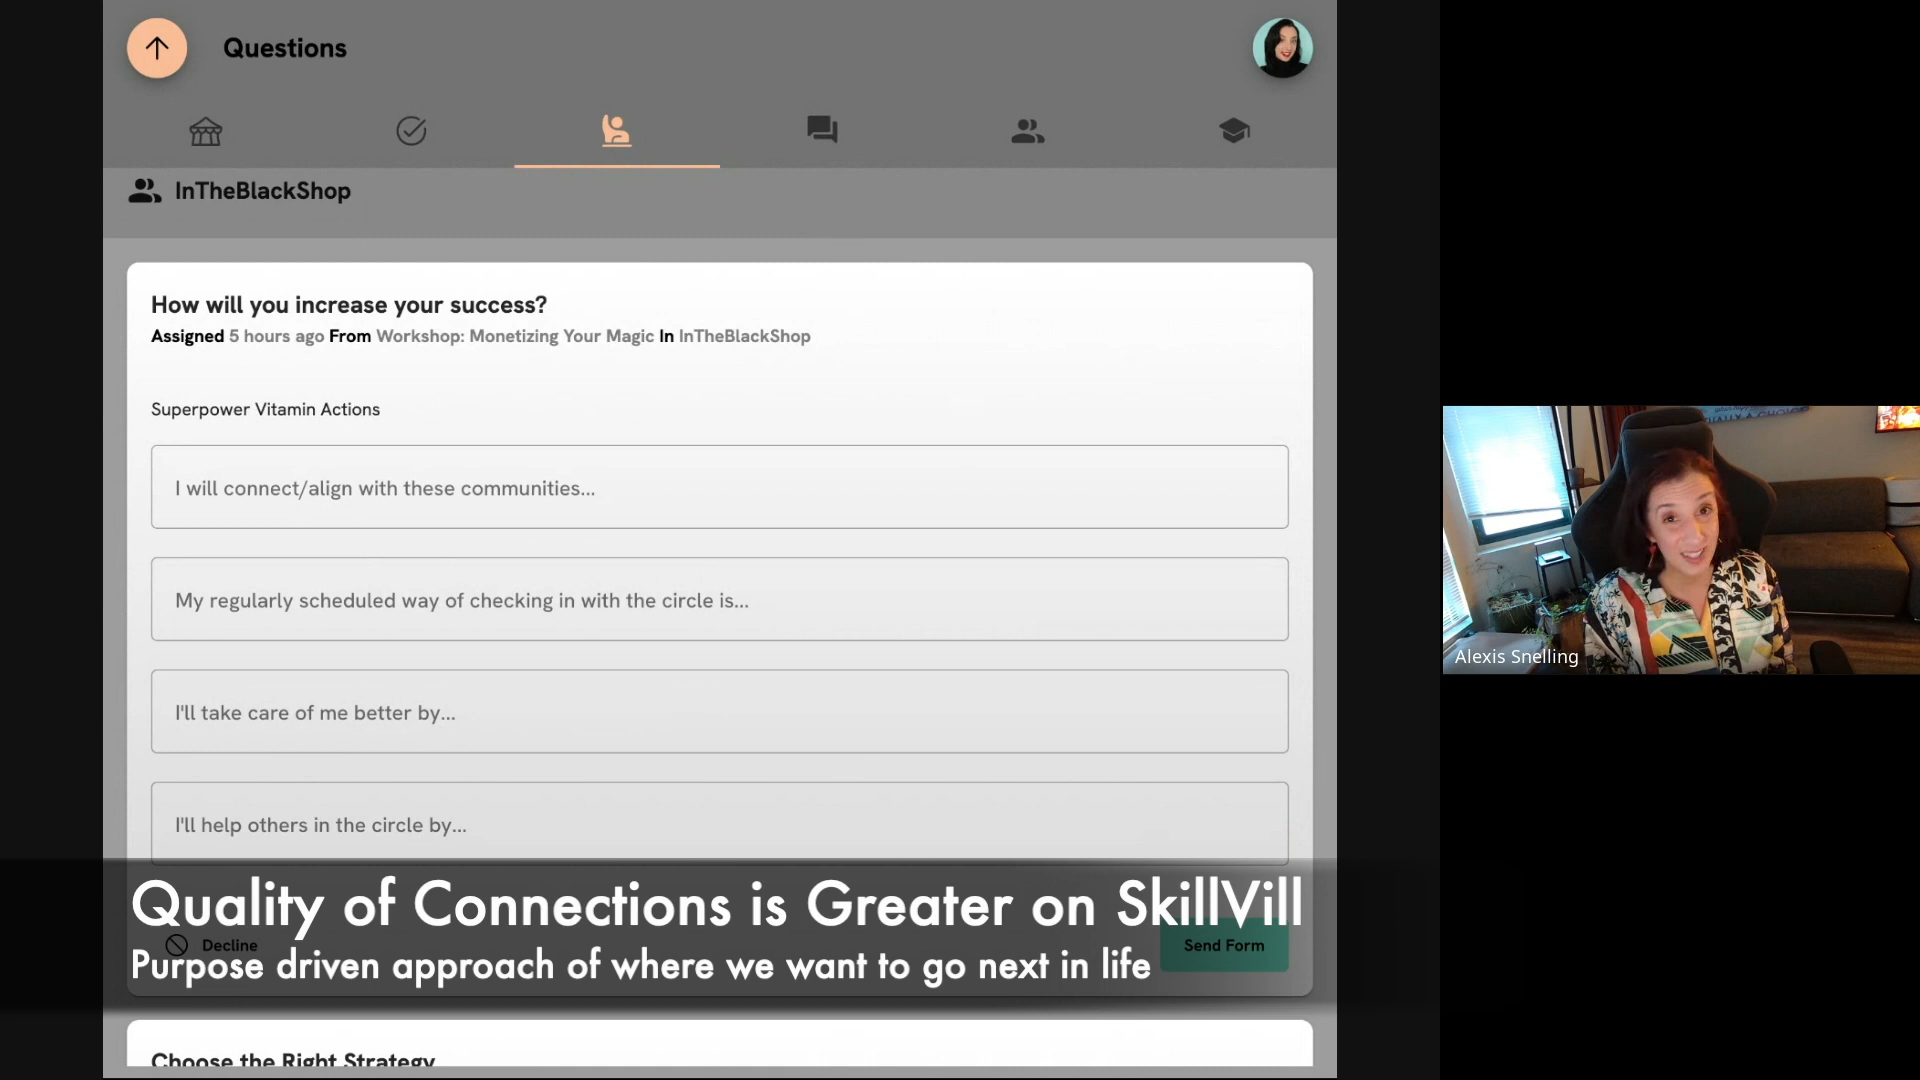 Questions
InTheBlackShop
How will you increase your success?
Assigned 5 hours ago From Workshop: Monetizing Your Magic In InTheBlackShop
Superpower Vitamin Actions
I will connect/align with these communities...
My regularly scheduled way of checking in with the circle is...
I'll take care of me better by...
I'll help others in the circle by...
Quality of Connections is Greater on SkillVill
Decline
Send Form
Purpose driven approach of where we want to go next in life
Choose the Right Strategy
Alexis Snelling